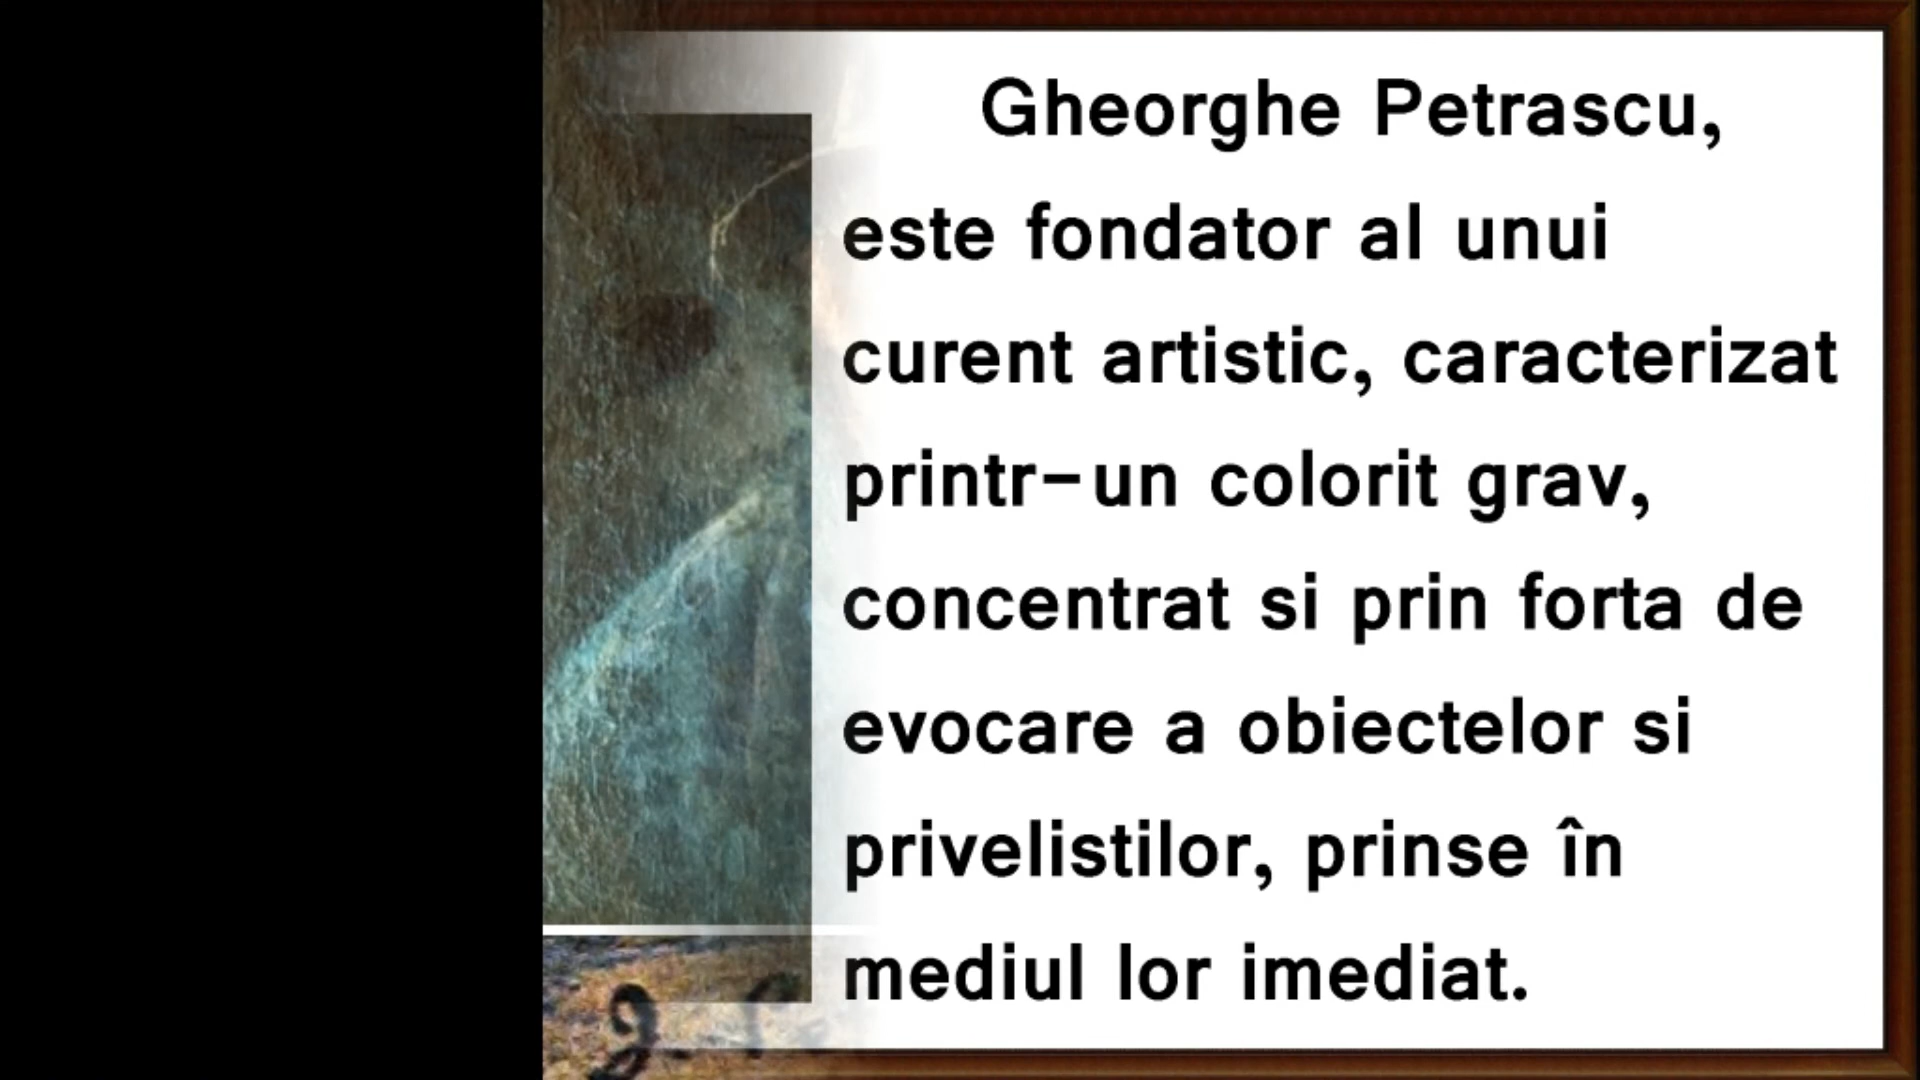 Gheorghe Petrascu,
este fondator al unui
curent artistic, caracterizat
printr-un colorit grav,
concentrat si prin forta de
evocare a obiectelor si
privelistilor, prinse în
mediul lor imediat.